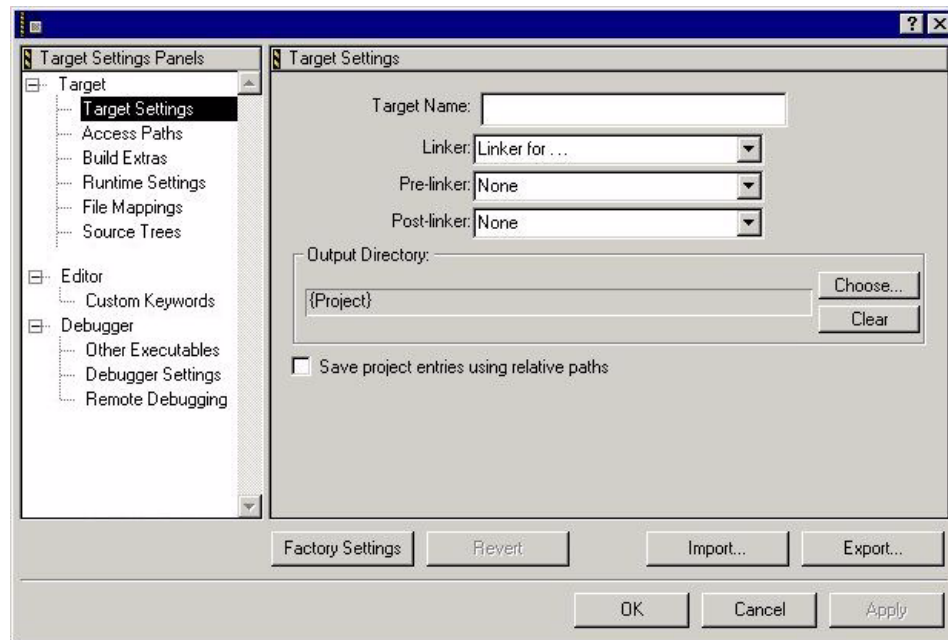 ?
Target Settings Panels
Target
Target Settings
Access Paths
Build Extras
Runtime Settings
File Mappings
Source Trees
Editor
Custom Keywords
Debugger
Other Executables
Debugger Settings
Remote Debugging
Target Settings
Target Name:
Linker: Linker for ...
Pre-linker: None
Post-linker: None
Output Directory:
{Project}
Choose...
Clear
Save project entries using relative paths
Factory Settings Revert Import... Export...
OK Cancel Apply